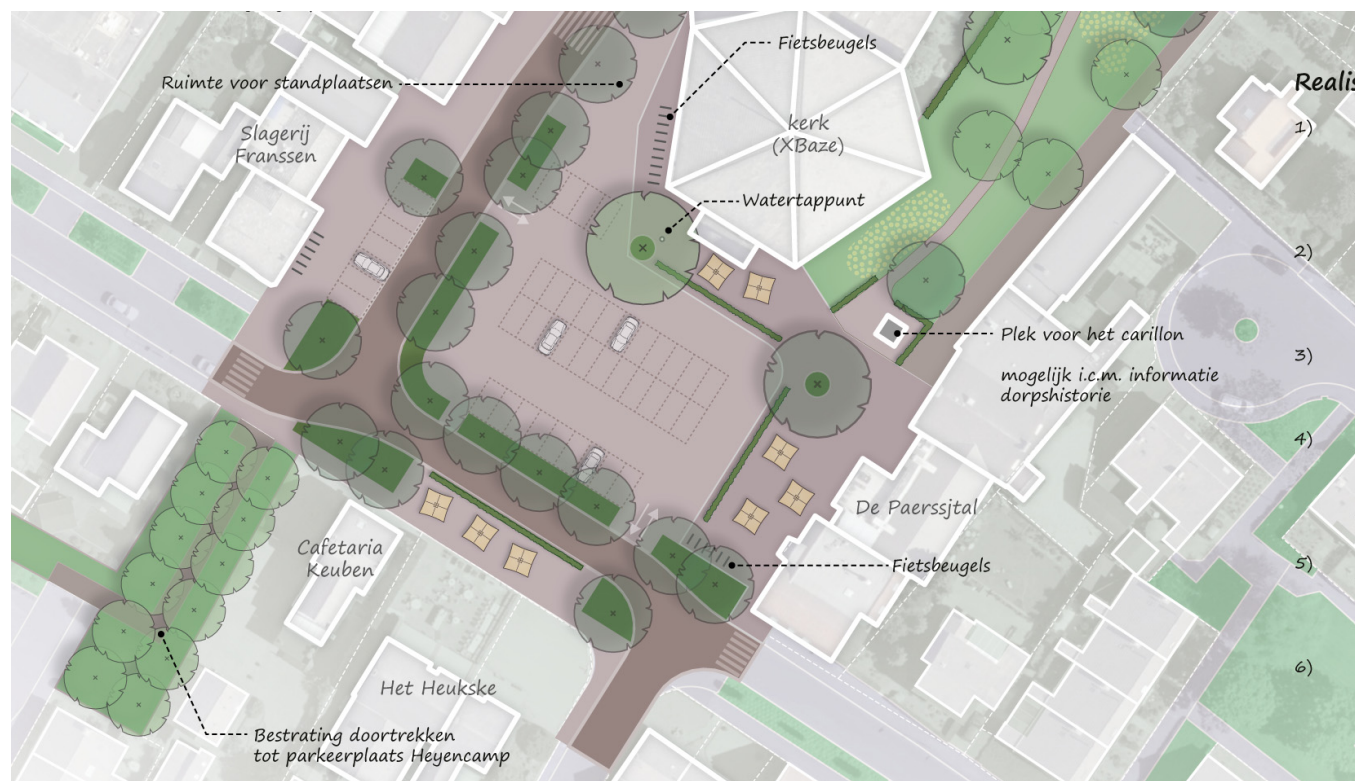 Fietsbeugels
Ruimte voor standplaatsen
Realis
1)
kerk
(XBaze)
Slagerij
Franssen
Watertappunt
2)
Plek voor het carillon
3)
mogelijk i.c.m. informatie
dorpshistorie
4)
De Paerssjtal
Cafetaria
Keuben
Fietsbeugels
5)
6)
Het Heukske
Bestrating doortrekken
tot parkeerplaats Heyencamp